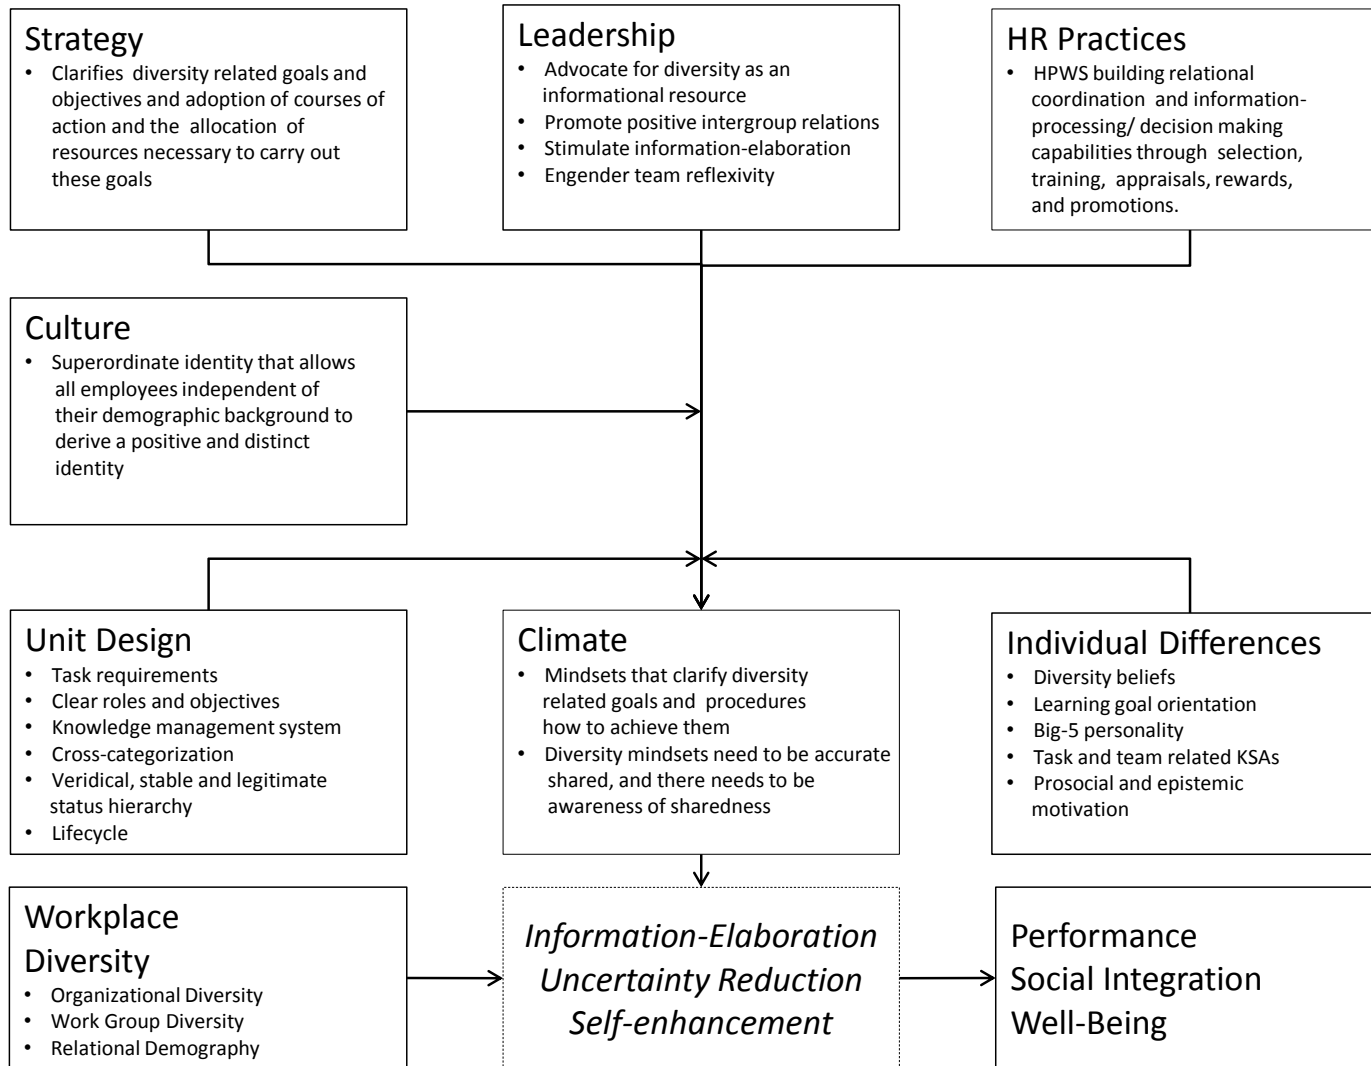 Strategy
• Clarifies diversity related goals and
objectives and adoption of courses of
action and the allocation of
resources necessary to carry out
these goals
Leadership
• Advocate for diversity as an
informational resource
• Promote positive intergroup relations
• Stimulate information-elaboration
• Engender team reflexivity
HR Practices
• HPWS building relational
coordination and information-
processing/ decision making
capabilities through selection,
training, appraisals, rewards,
and promotions.
Culture
• Superordinate identity that allows
all employees independent of
their demographic background to
derive a positive and distinct
identity
Unit Design
• Task requirements
• Clear roles and objectives
• Knowledge management system
• Cross-categorization
• Veridical, stable and legitimate
status hierarchy
• Lifecycle
Climate
• Mindsets that clarify diversity
related goals and procedures
how to achieve them
• Diversity mindsets need to be accurate
shared, and there needs to be
awareness of sharedness
Individual Differences
• Diversity beliefs
• Learning goal orientation
• Big-5 personality
• Task and team related KSAs
• Prosocial and epistemic
motivation
Workplace
Diversity
• Organizational Diversity
• Work Group Diversity
• Relational Demography
Information-Elaboration
Uncertainty Reduction
Self-enhancement
Performance
Social Integration
Well-Being